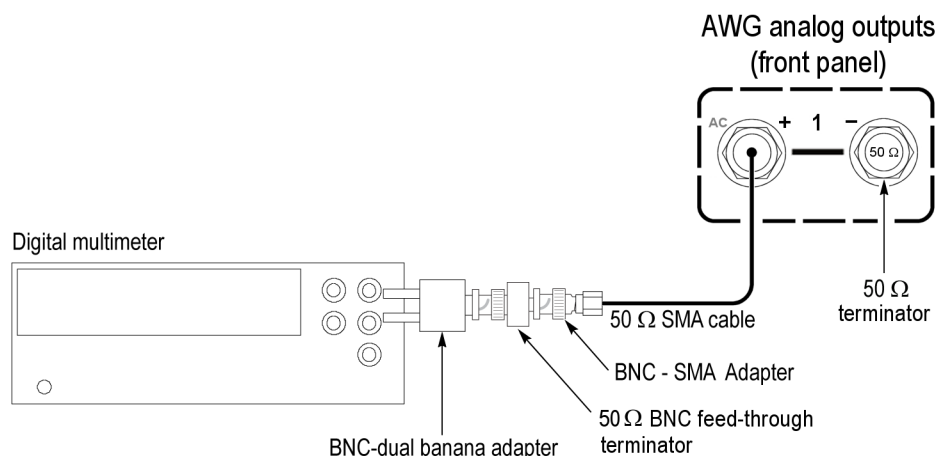 AWG analog outputs
(front panel)
AC + 1 −
50 Ω
Digital multimeter
50 Ω
terminator
50 Ω SMA cable
BNC - SMA Adapter
50 Ω BNC feed-through
terminator
BNC-dual banana adapter